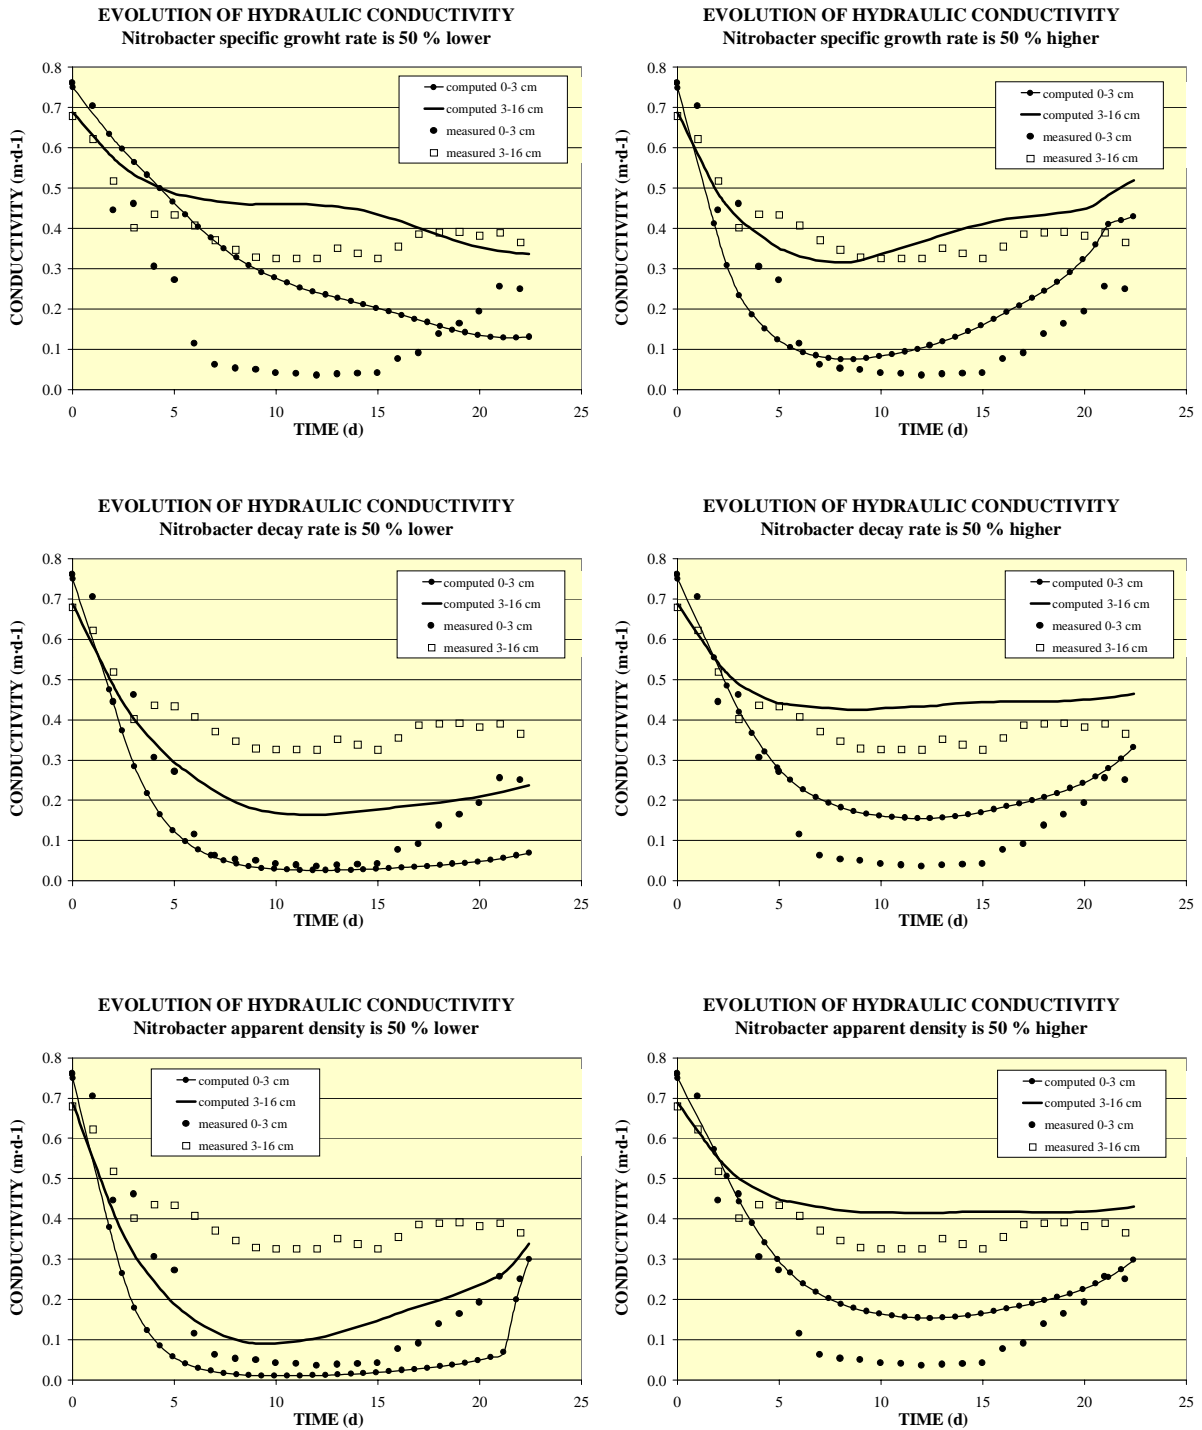 EVOLUTION OF HYDRAULIC CONDUCTIVITY
Nitrobacter specific growht rate is 50 % lower
CONDUCTIVITY (m·d-1)
0.8
0.7
0.6
0.5
0.4
0.3
0.2
0.1
0.0
computed 0-3 cm
computed 3-16 cm
measured 0-3 cm
measured 3-16 cm
0 5 10 15 20 25
TIME (d)
EVOLUTION OF HYDRAULIC CONDUCTIVITY
Nitrobacter specific growth rate is 50 % higher
CONDUCTIVITY (m·d-1)
0.8
0.7
0.6
0.5
0.4
0.3
0.2
0.1
0.0
computed 0-3 cm
computed 3-16 cm
measured 0-3 cm
measured 3-16 cm
0 5 10 15 20 25
TIME (d)
EVOLUTION OF HYDRAULIC CONDUCTIVITY
Nitrobacter decay rate is 50 % lower
CONDUCTIVITY (m·d-1)
0.8
0.7
0.6
0.5
0.4
0.3
0.2
0.1
0.0
computed 0-3 cm
computed 3-16 cm
measured 0-3 cm
measured 3-16 cm
0 5 10 15 20 25
TIME (d)
EVOLUTION OF HYDRAULIC CONDUCTIVITY
Nitrobacter decay rate is 50 % higher
CONDUCTIVITY (m·d-1)
0.8
0.7
0.6
0.5
0.4
0.3
0.2
0.1
0.0
computed 0-3 cm
computed 3-16 cm
measured 0-3 cm
measured 3-16 cm
0 5 10 15 20 25
TIME (d)
EVOLUTION OF HYDRAULIC CONDUCTIVITY
Nitrobacter apparent density is 50 % lower
CONDUCTIVITY (m·d-1)
0.8
0.7
0.6
0.5
0.4
0.3
0.2
0.1
0.0
computed 0-3 cm
computed 3-16 cm
measured 0-3 cm
measured 3-16 cm
0 5 10 15 20 25
TIME (d)
EVOLUTION OF HYDRAULIC CONDUCTIVITY
Nitrobacter apparent density is 50 % higher
CONDUCTIVITY (m·d-1)
0.8
0.7
0.6
0.5
0.4
0.3
0.2
0.1
0.0
computed 0-3 cm
computed 3-16 cm
measured 0-3 cm
measured 3-16 cm
0 5 10 15 20 25
TIME (d)